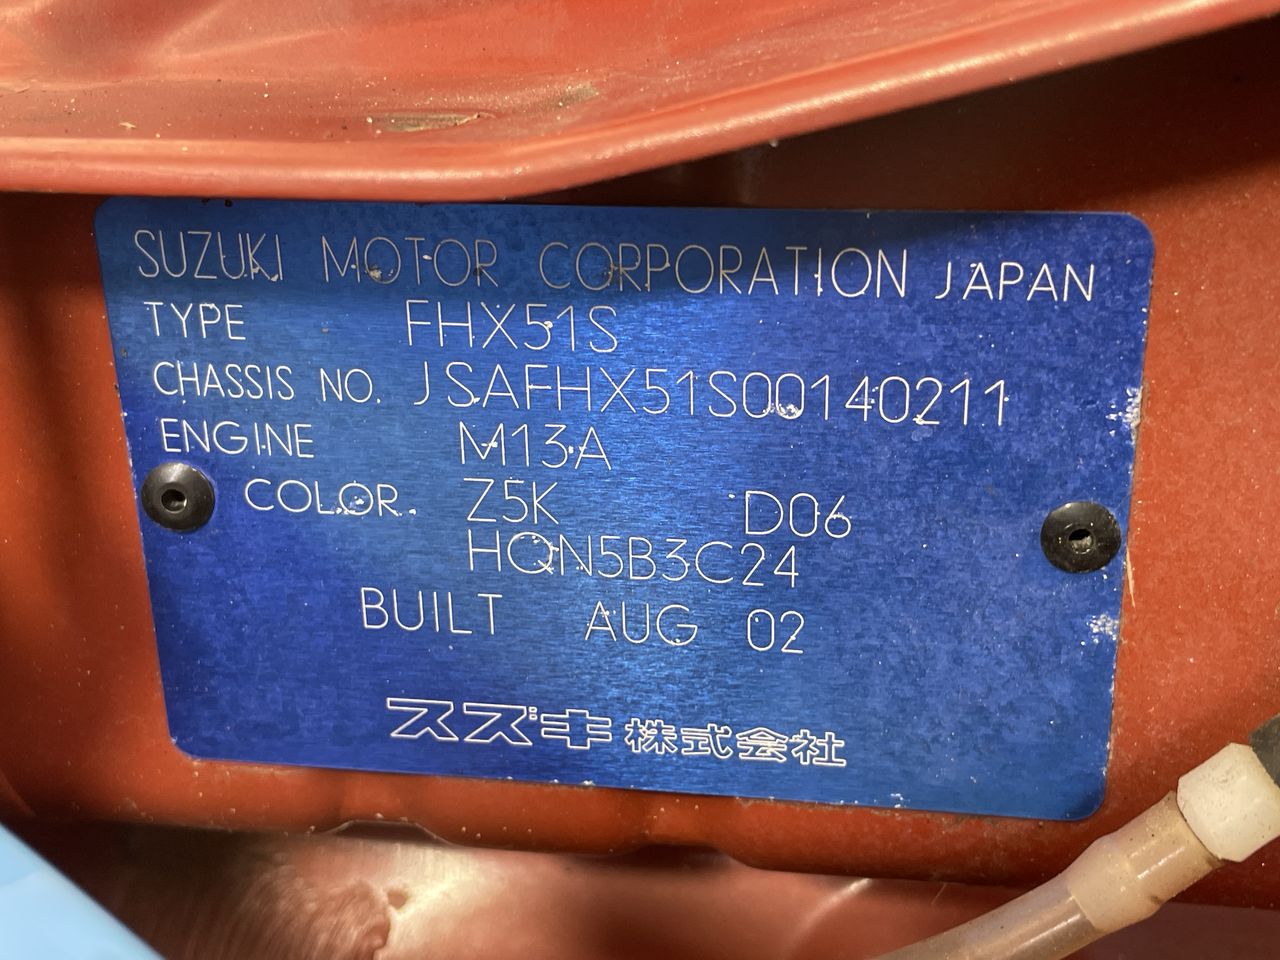 SUZUKI MOTOR CORPORATION JAPAN
TYPE FHX51S
CHASSIS NO. JSAFHX51S00140211
ENGINE M13A
COLOR. Z5K D06
HQN5B3C24
BUILT AUG 02
スズキ株式会社